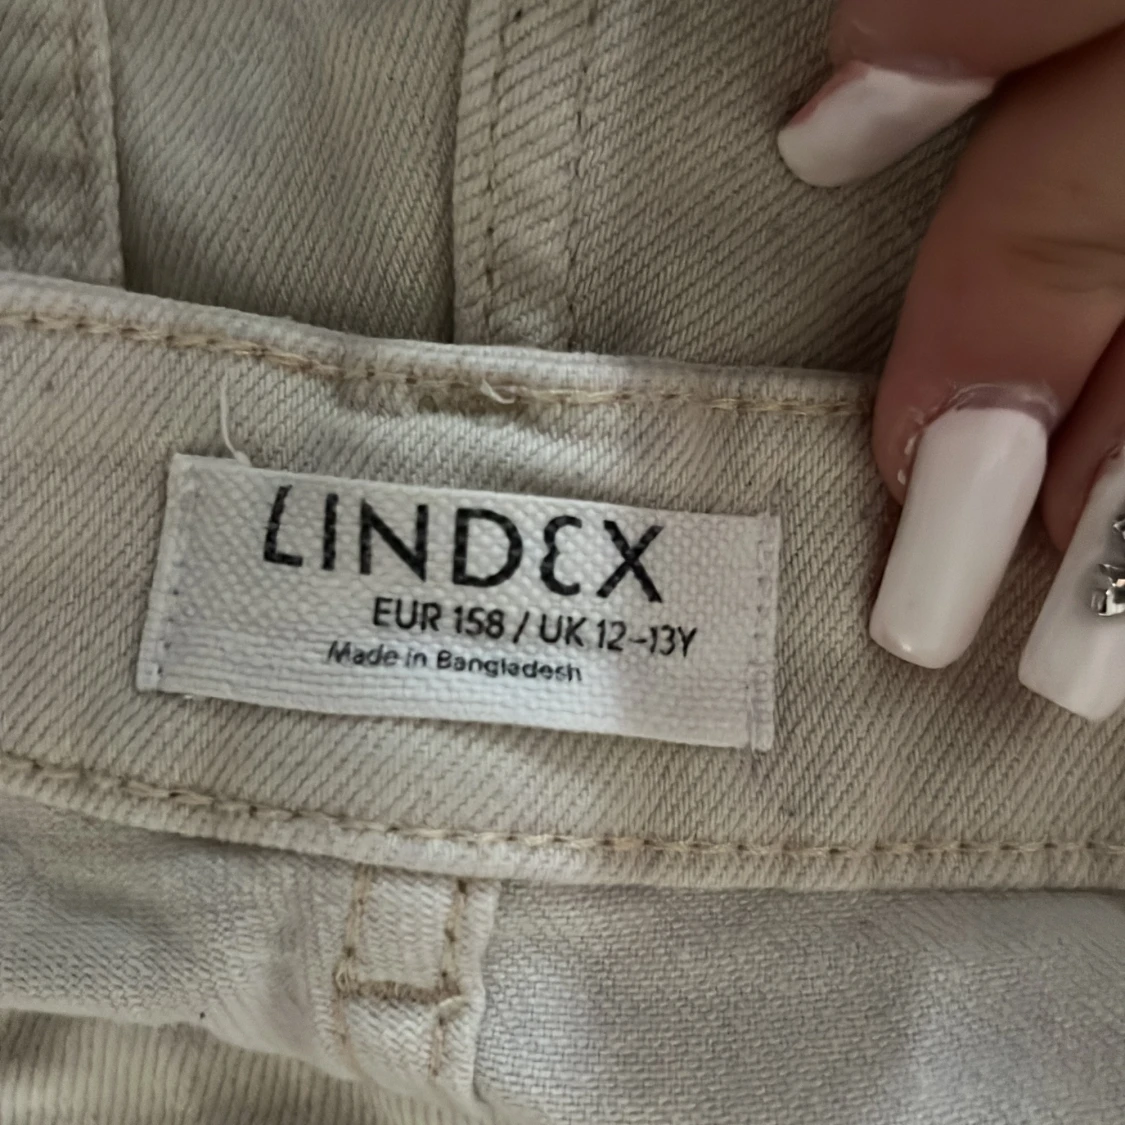 LINDEX
EUR 158 / UK 12-13Y
Made in Bangladesh